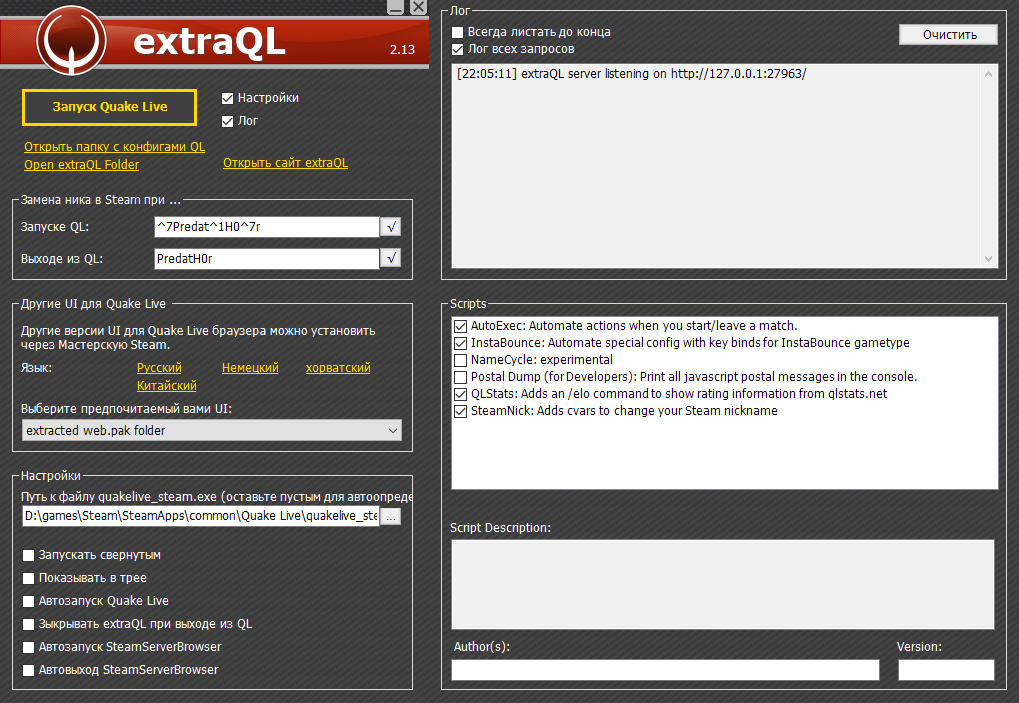 extraQL
2.13
Запуск Quake Live
Настройки
Лог
Открыть папку с конфигами QL
Open extraQL Folder
Открыть сайт extraQL
Замена ника в Steam при ...
Запуске QL:
^7Predat^1H0^7r
√
Выходе из QL:
PredatH0r
√
Другие UI для Quake Live
Другие версии UI для Quake Live браузера можно установить
через Мастерскую Steam.
Язык:
Русский
Немецкий
хорватский
Китайский
Выберите предпочитаемый вами UI:
extracted web.pak folder
Настройки
Путь к файлу quakelive_steam.exe (оставьте пустым для автоопреде
D:\games\Steam\SteamApps\common\Quake Live\quakelive_ste
...
Запускать свернутым
Показывать в трее
Автозапуск Quake Live
Зыкрывать extraQL при выходе из QL
Автозапуск SteamServerBrowser
Автовыход SteamServerBrowser
Лог
Всегда листать до конца
Лог всех запросов
Очистить
[22:05:11] extraQL server listening on http://127.0.0.1:27963/
Scripts
AutoExec: Automate actions when you start/leave a match.
InstaBounce: Automate special config with key binds for InstaBounce gametype
NameCycle: experimental
Postal Dump (for Developers): Print all javascript postal messages in the console.
QLStats: Adds an /elo command to show rating information from qlstats.net
SteamNick: Adds cvars to change your Steam nickname
Script Description:
Author(s):
Version: